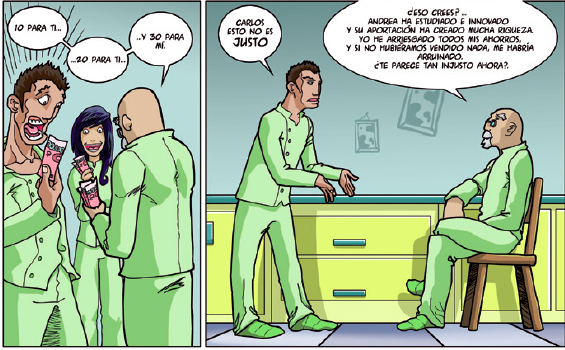 10 PARA TI...
...20 PARA TI...
...Y 30 PARA
MÍ.
CARLOS
ESTO NO ES
JUSTO
¿ESO CREES? ...
ANDREA HA ESTUDIADO E INNOVADO
Y SU APORTACIÓN HA CREADO MUCHA RIQUEZA.
YO HE ARRIESGADO TODOS MIS AHORROS,
Y SI NO HUBIÉRAMOS VENDIDO NADA, ME HABRÍA
ARRUINADO.
¿TE PARECE TAN INJUSTO AHORA?.